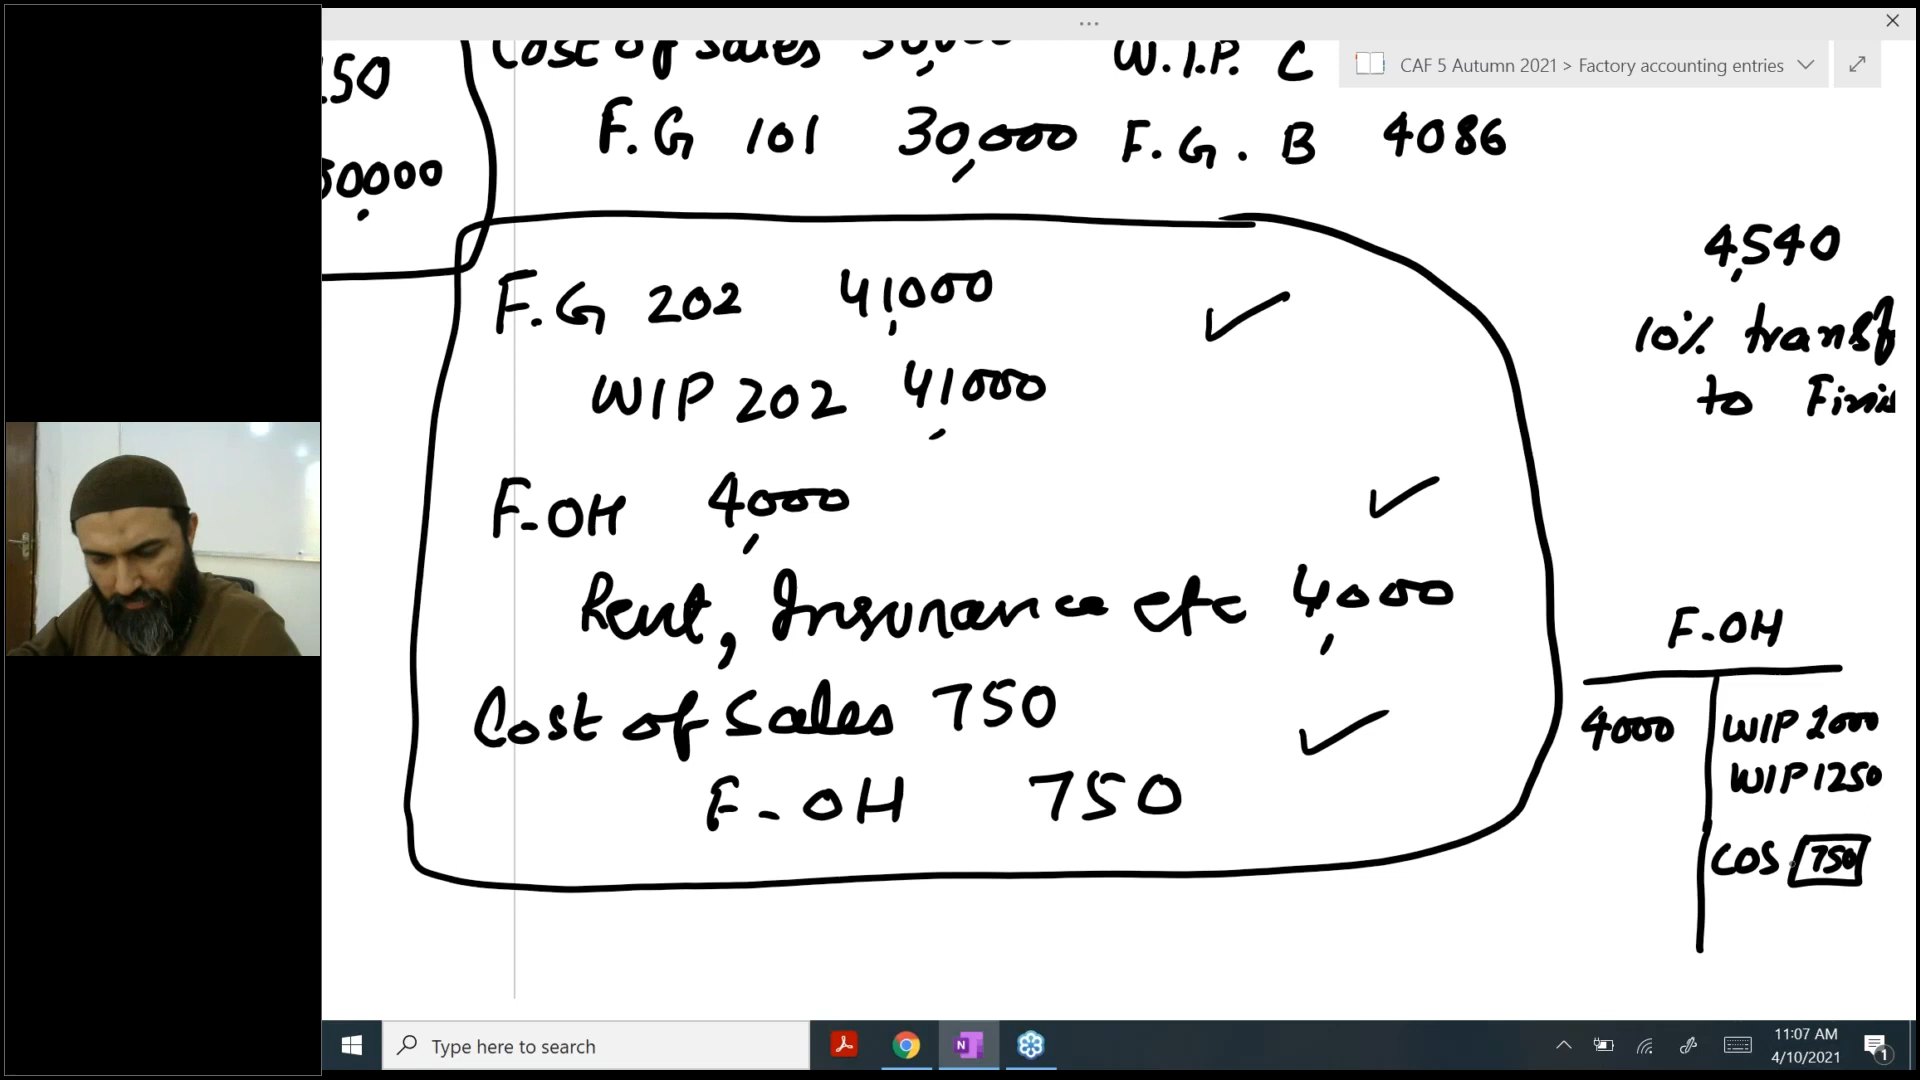 CAF 5 Autumn 2021 > Factory accounting entries
Cost of sales 30,000 W.I.P. C
F.G 101 30,000 F.G. B 4086
F.G 202 41,000
WIP 202 41,000
F-OH 4,000
Rent, Insurance etc 4,000
Cost of Sales 750
F-OH 750
4,540
10% transf
to Finis
F-OH
4000 WIP 2000
WIP 1250
COS 750
Type here to search
11:07 AM
4/10/2021
1